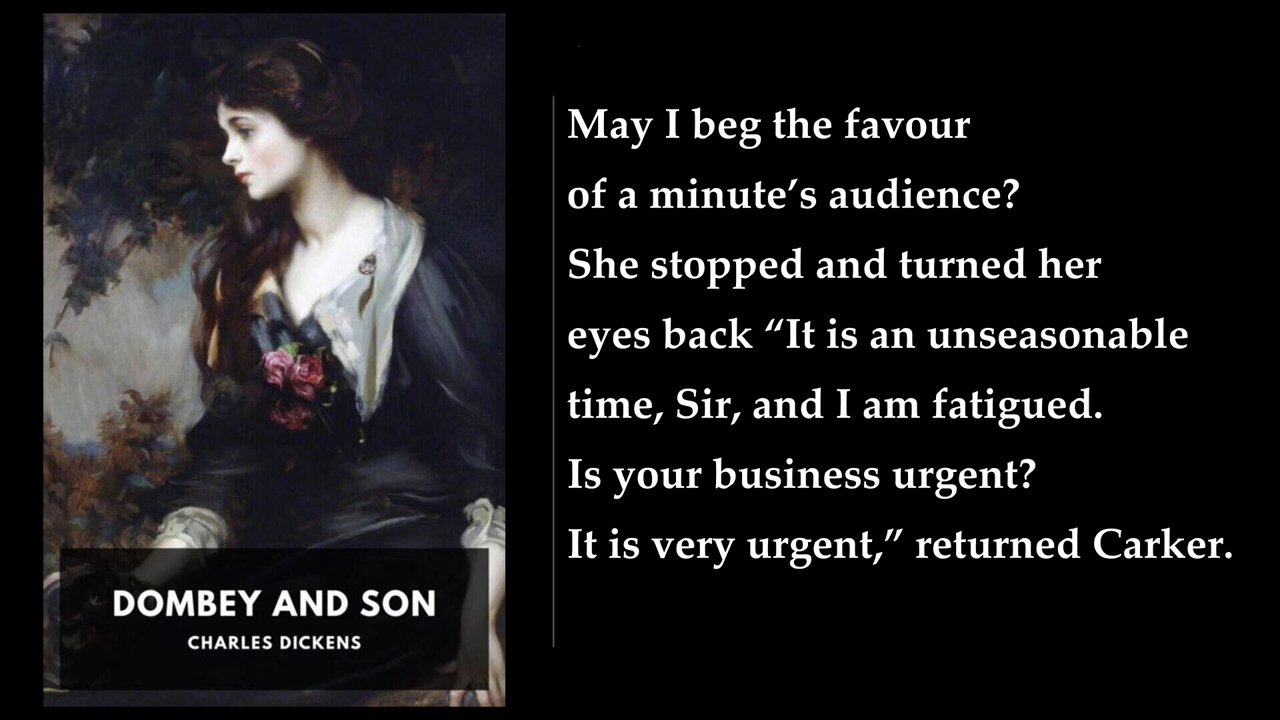 May I beg the favour
of a minute’s audience?
She stopped and turned her
eyes back “It is an unseasonable
time, Sir, and I am fatigued.
Is your business urgent?
It is very urgent,” returned Carker.
DOMBEY AND SON
CHARLES DICKENS